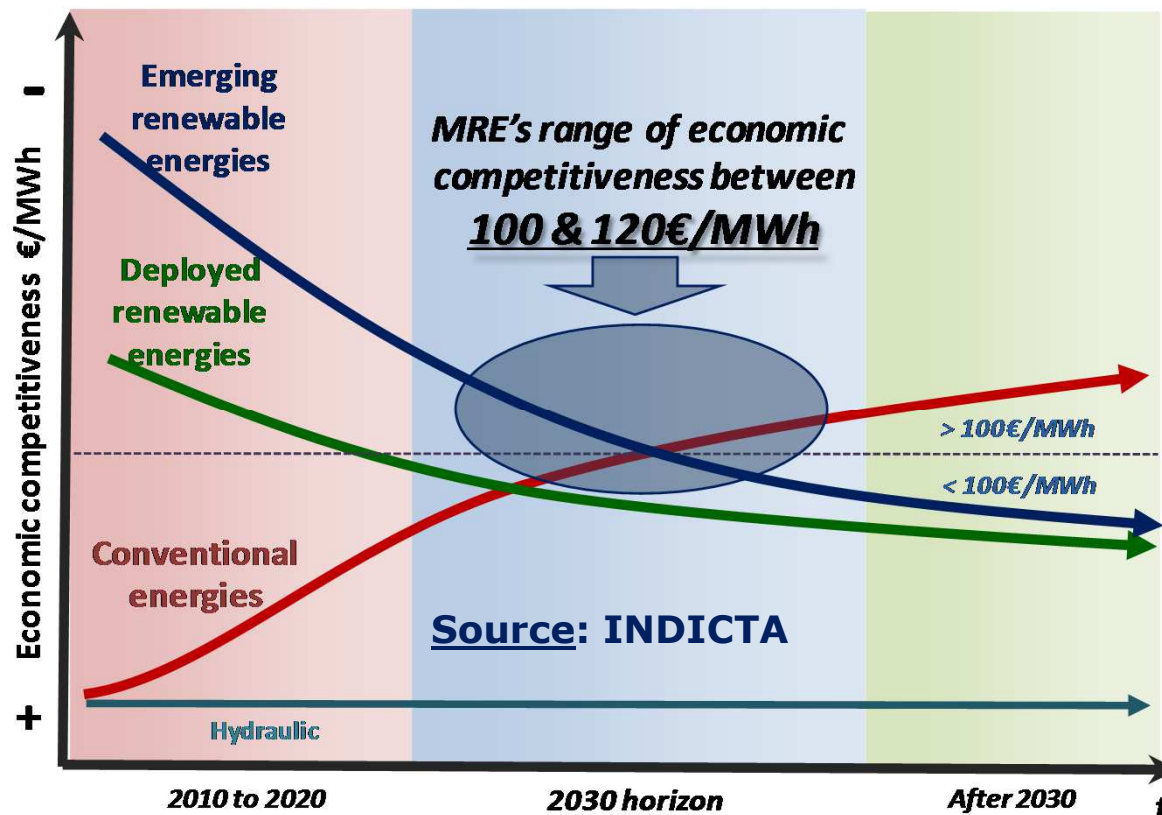 -
Economic competitiveness €/MWh
+
Emerging
renewable
energies
Deployed
renewable
energies
Conventional
energies
Hydraulic
MRE's range of economic
competitiveness between
100 & 120€/MWh
> 100€/MWh
< 100€/MWh
Source: INDICTA
2010 to 2020
2030 horizon
After 2030
t